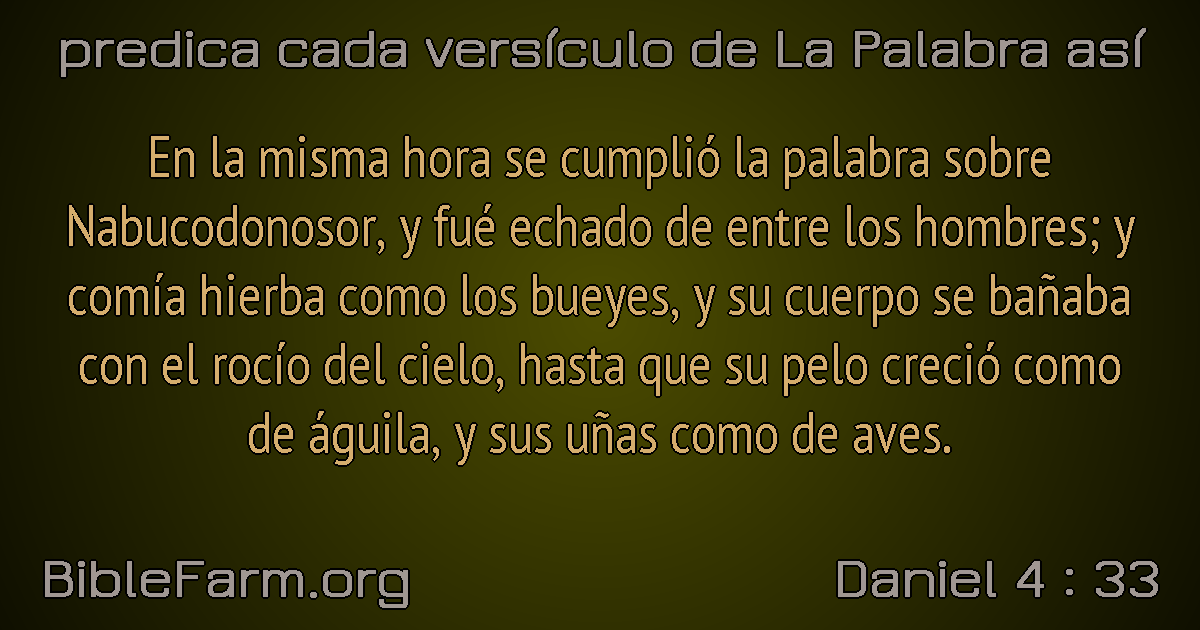 predica cada versículo de La Palabra así
En la misma hora se cumplió la palabra sobre
Nabucodonosor, y fué echado de entre los hombres; y
comía hierba como los bueyes, y su cuerpo se bañaba
con el rocío del cielo, hasta que su pelo creció como
de águila, y sus uñas como de aves.
BibleFarm.org
Daniel 4 : 33